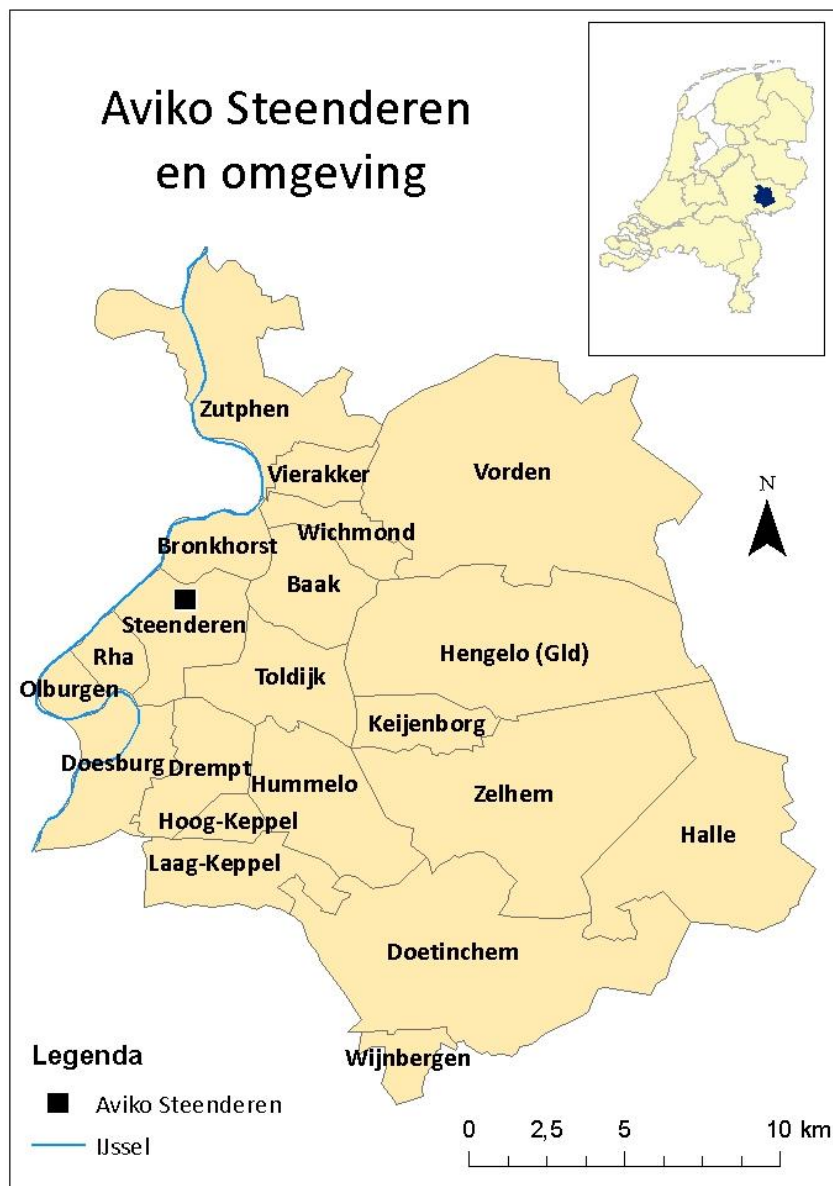 Aviko Steenderen
en omgeving
Zutphen
Vierakker
Vorden
N
Wichmond
Bronkhorst
Baak
Steenderen
Rha
Hengelo (Gld)
Toldijk
Olburgen
Keijenborg
Doesburg
Drempt
Hummelo
Zelhem
Hoog-Keppel
Halle
Laag-Keppel
Doetinchem
Wijnbergen
Legenda
Aviko Steenderen
IJssel
0 2,5 5 10 km